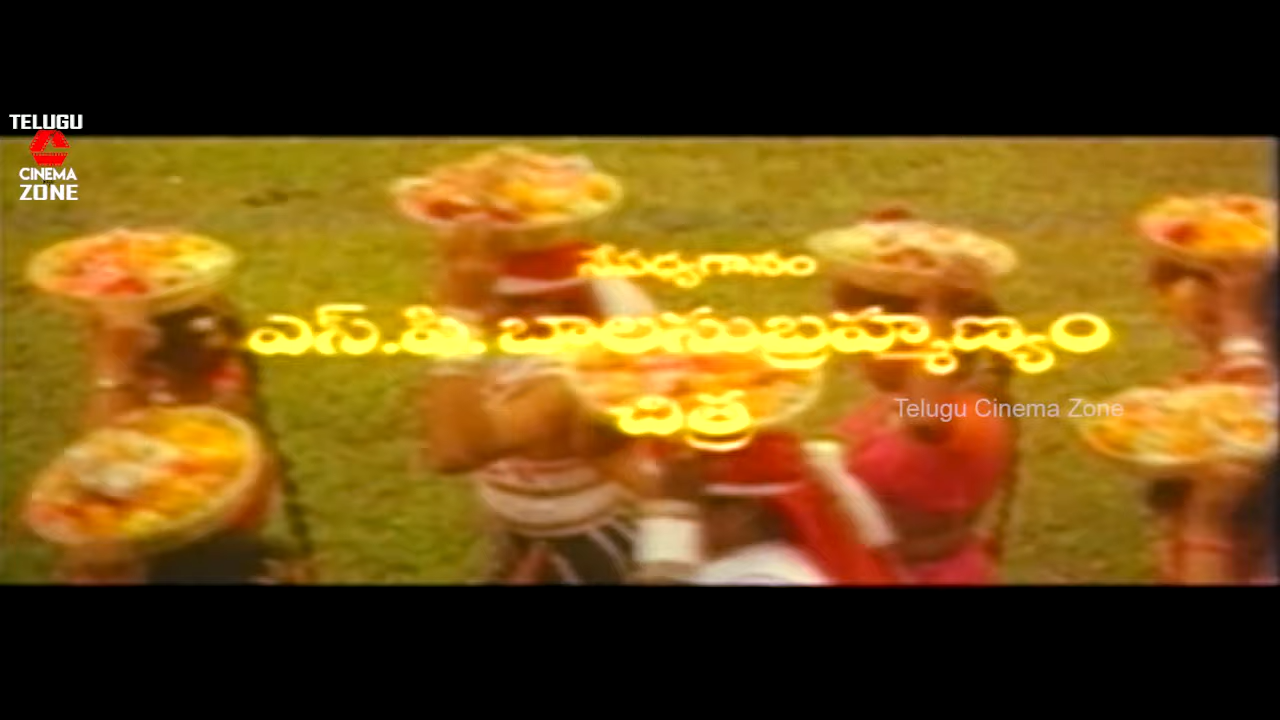 TELUGU
CINEMA
ZONE
నేపధ్యగానం
ఎస్.పి. బాలసుబ్రహ్మణ్యం
చిత్ర
Telugu Cinema Zone